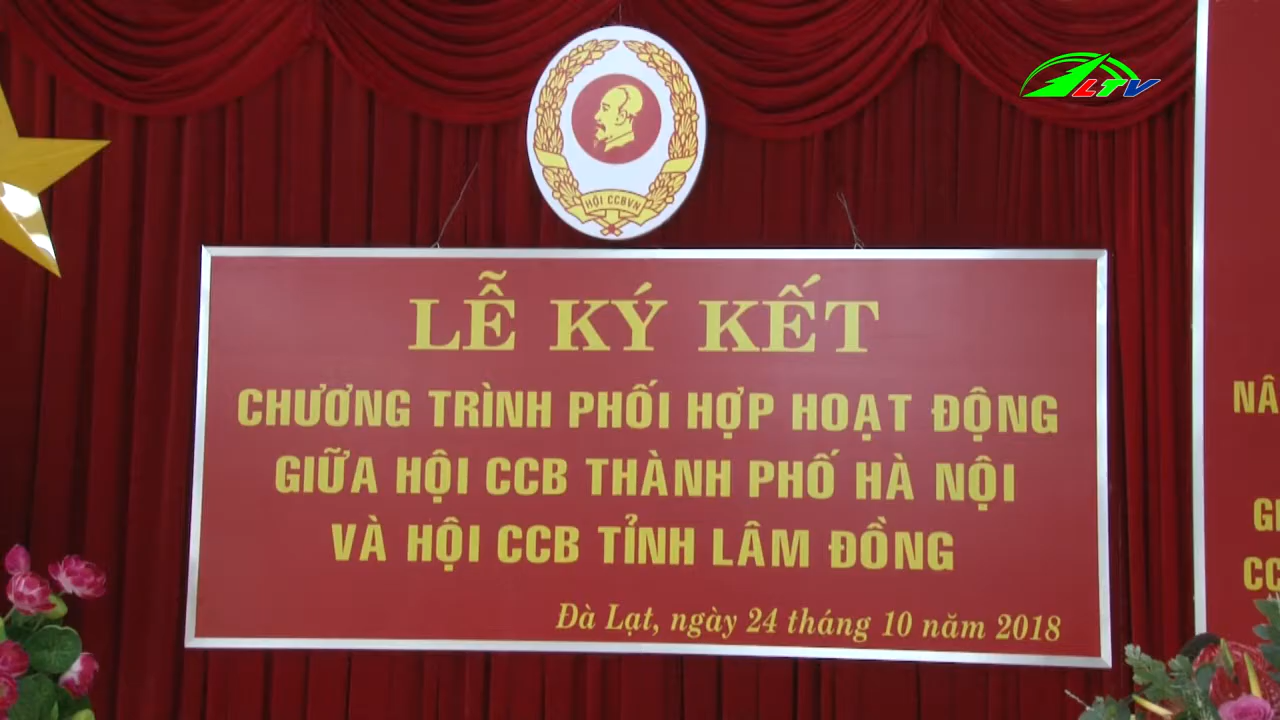 LTV
HỘI CCBVN
LỄ KÝ KẾT
CHƯƠNG TRÌNH PHỐI HỢP HOẠT ĐỘNG
GIỮA HỘI CCB THÀNH PHỐ HÀ NỘI
VÀ HỘI CCB TỈNH LÂM ĐỒNG
Đà Lạt, ngày 24 tháng 10 năm 2018